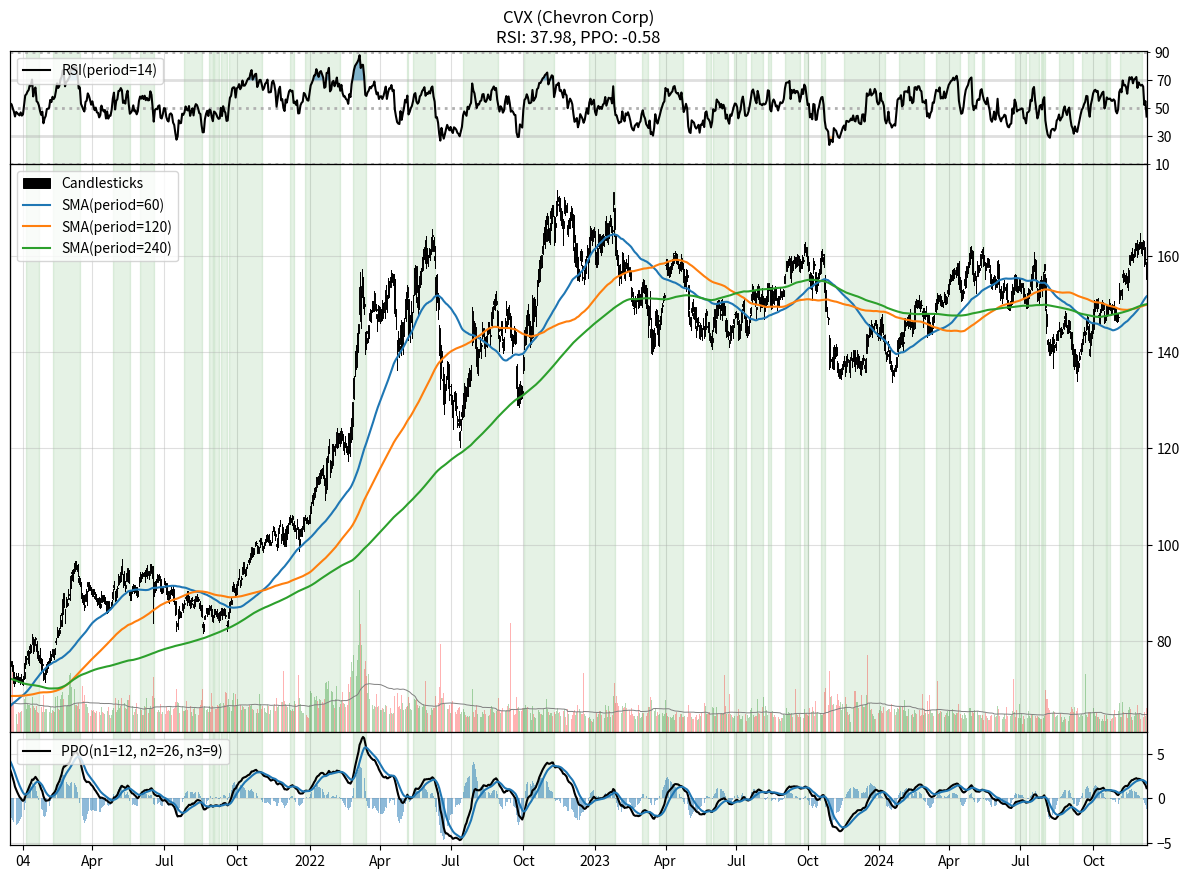 CVX (Chevron Corp)
RSI: 37.98, PPO: -0.58
RSI(period=14)
90
70
50
30
10
Candlesticks
SMA(period=60)
SMA(period=120)
SMA(period=240)
160
140
120
100
80
PPO(n1=12, n2=26, n3=9)
5
0
−5
04 Apr Jul Oct 2022 Apr Jul Oct 2023 Apr Jul Oct 2024 Apr Jul Oct